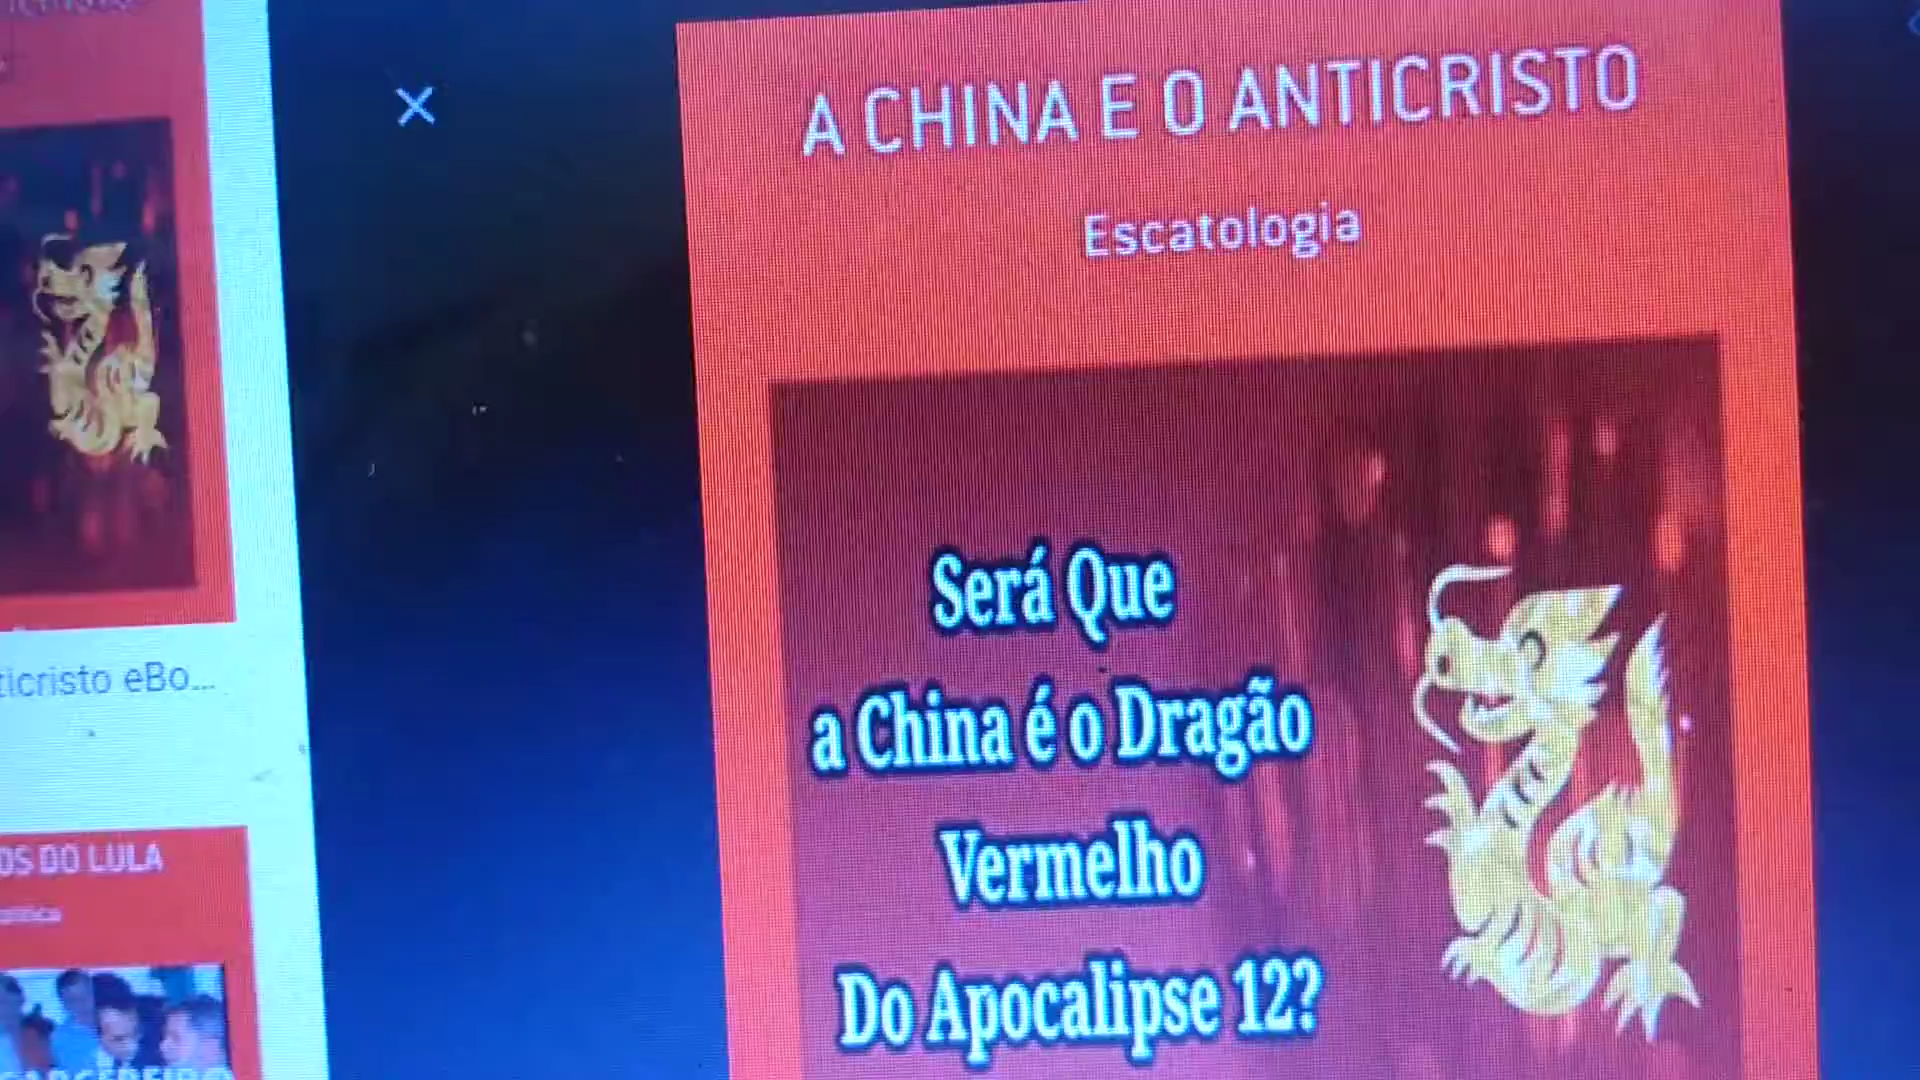 A CHINA E O ANTICRISTO
Escatologia
Será Que
a China é o Dragão
Vermelho
Do Apocalipse 12?
ticristo eBo...
OS DO LULA